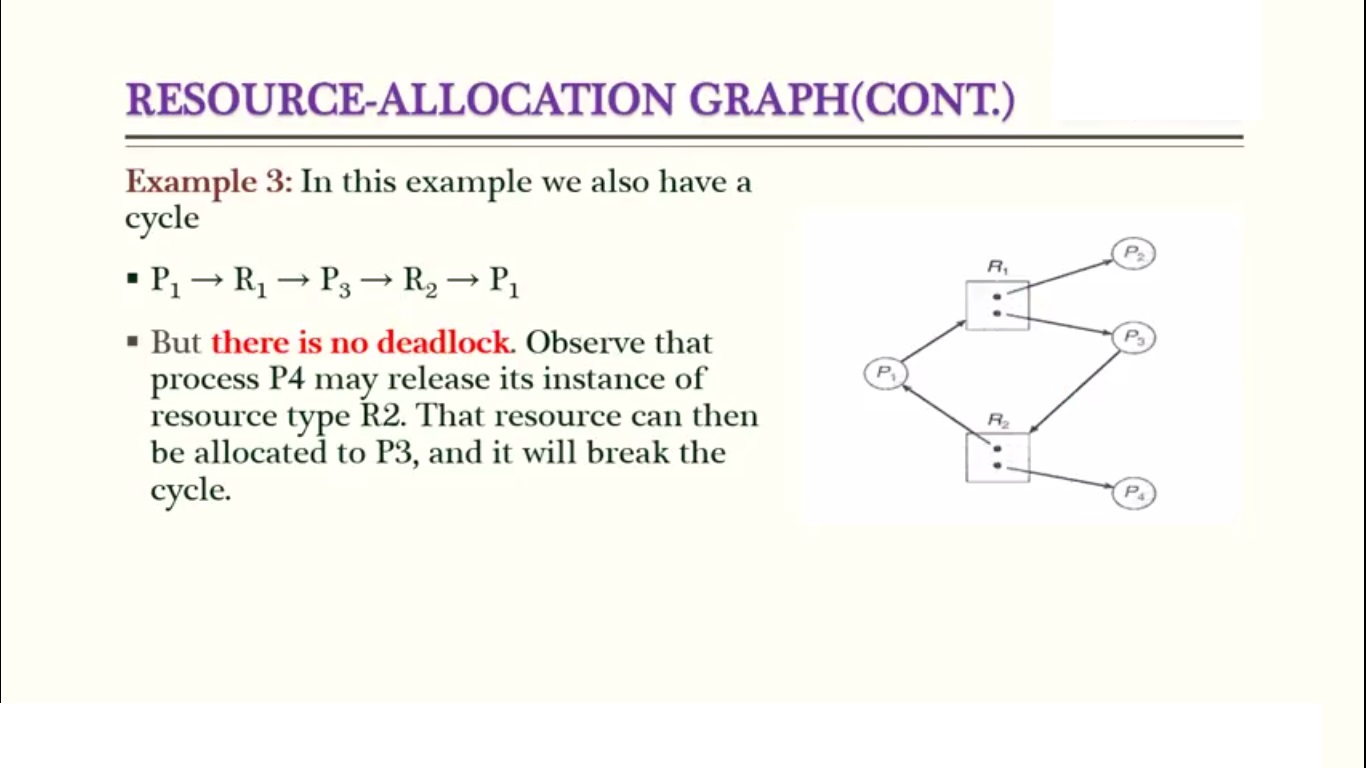 RESOURCE-ALLOCATION GRAPH(CONT.)
Example 3: In this example we also have a
cycle
▪ P₁ → R₁ → P₃ → R₂ → P₁
▪ But there is no deadlock. Observe that
process P4 may release its instance of
resource type R2. That resource can then
be allocated to P3, and it will break the
cycle.
P₂
R₁
P₃
P₁
R₂
P₄